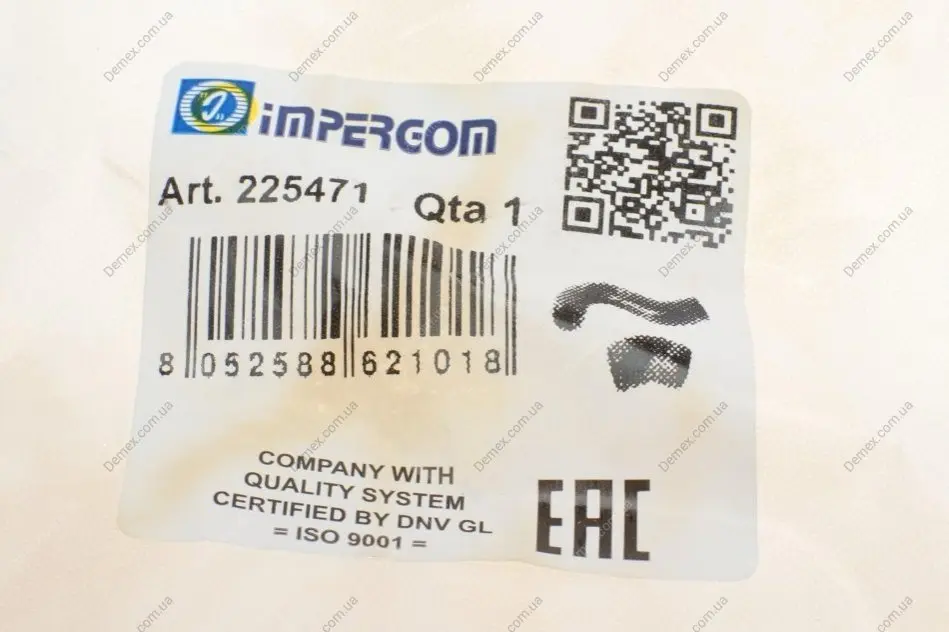 IMPERGOM
Art. 225471 Qta 1
8 052588 621018
COMPANY WITH
QUALITY SYSTEM
CERTIFIED BY DNV GL
= ISO 9001 =
EAC
Demex.com.ua